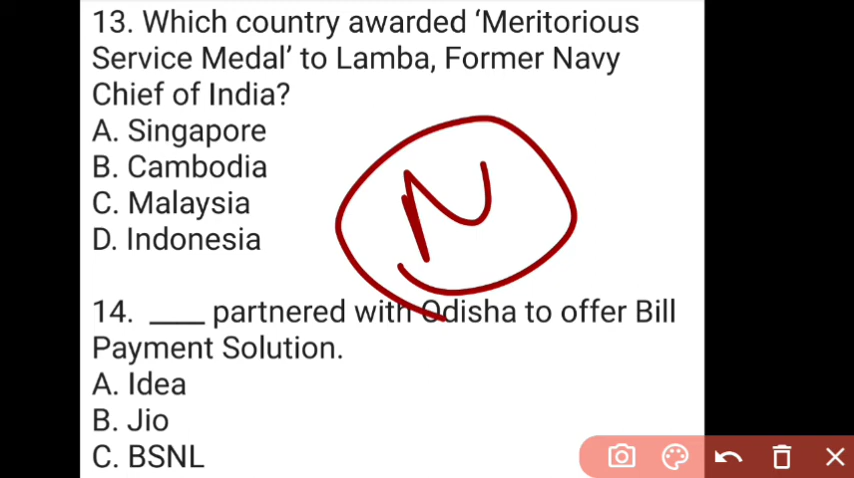 13. Which country awarded ‘Meritorious
Service Medal’ to Lamba, Former Navy
Chief of India?
A. Singapore
B. Cambodia
C. Malaysia
D. Indonesia
N
14. ____ partnered with Odisha to offer Bill
Payment Solution.
A. Idea
B. Jio
C. BSNL